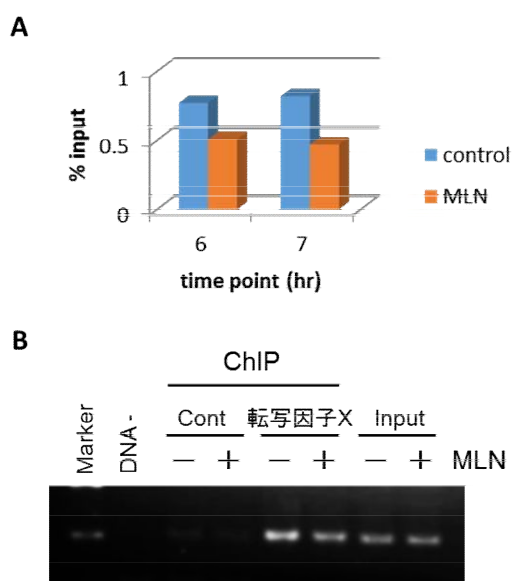 A
1
0.5
0
% input
6 7
time point (hr)
control
MLN
B
ChIP
Marker
DNA -
Cont 転写因子X Input
− + − + − + MLN